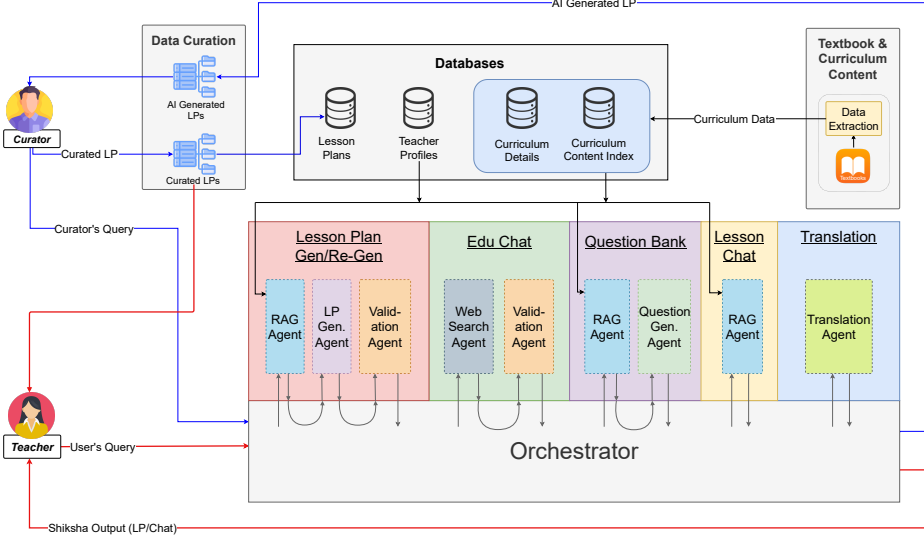 AI Generated LP
Data Curation
AI Generated
LPs
Curated LPs
Curator
Curated LP
Curator's Query
Databases
Lesson
Plans
Teacher
Profiles
Curriculum
Details
Curriculum
Content Index
Curriculum Data
Textbook &
Curriculum
Content
Data
Extraction
Textbooks
Lesson Plan
Gen/Re-Gen
RAG
Agent
LP
Gen.
Agent
Valid-
ation
Agent
Edu Chat
Web
Search
Agent
Valid-
ation
Agent
Question Bank
RAG
Agent
Question
Gen.
Agent
Lesson
Chat
RAG
Agent
Translation
Translation
Agent
Orchestrator
Teacher
User's Query
Shiksha Output (LP/Chat)